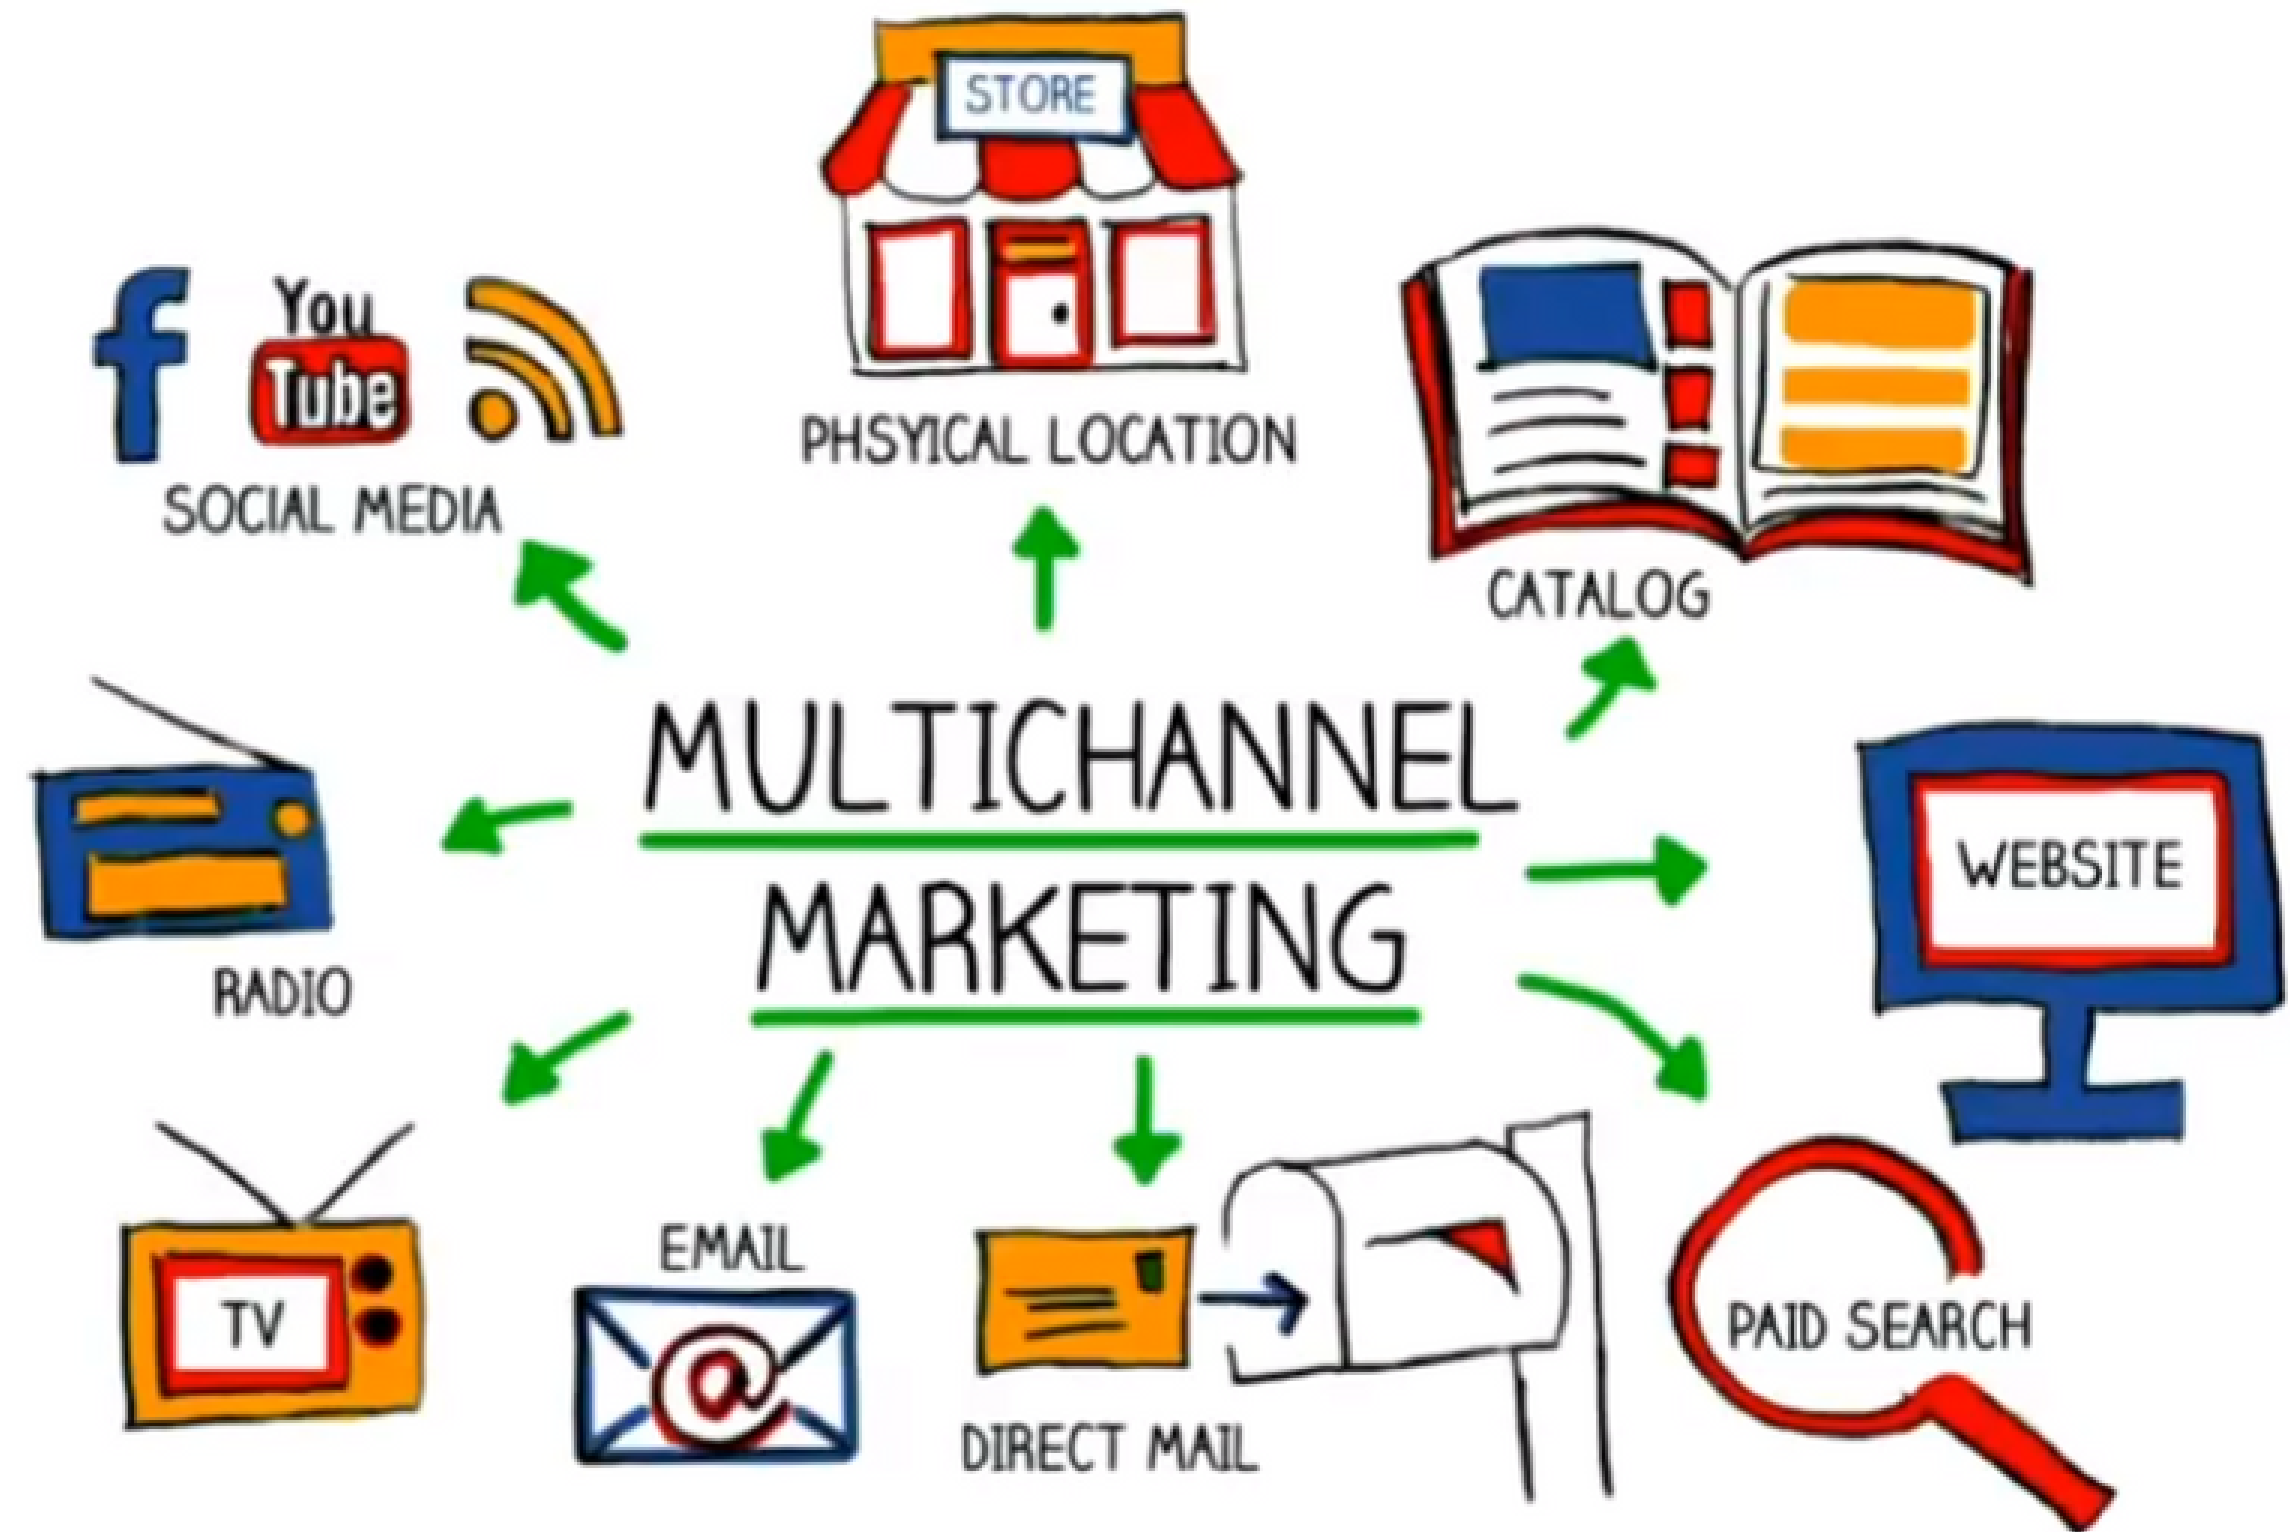 STORE
PHSYICAL LOCATION
You
Tube
SOCIAL MEDIA
CATALOG
MULTICHANNEL
MARKETING
WEBSITE
RADIO
TV
EMAIL
@
DIRECT MAIL
PAID SEARCH